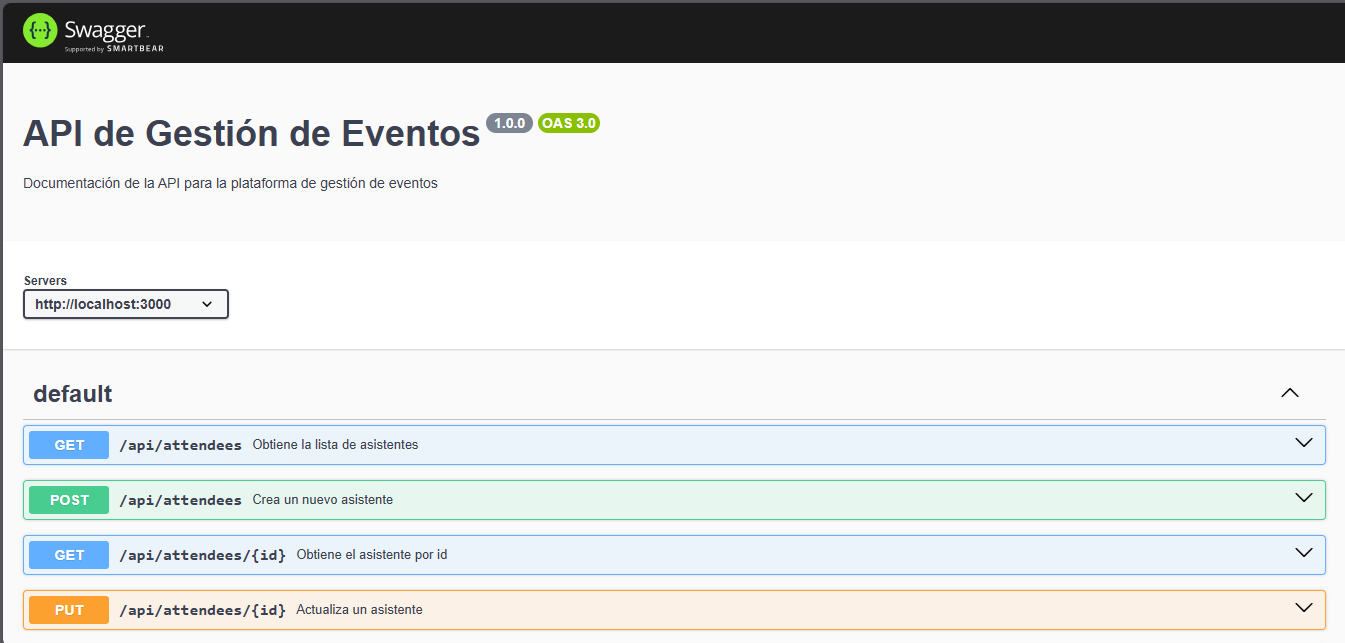 {···} Swagger
Supported by SMARTBEAR
API de Gestión de Eventos 1.0.0 OAS 3.0
Documentación de la API para la plataforma de gestión de eventos
Servers
http://localhost:3000
default
GET /api/attendees Obtiene la lista de asistentes
POST /api/attendees Crea un nuevo asistente
GET /api/attendees/{id} Obtiene el asistente por id
PUT /api/attendees/{id} Actualiza un asistente